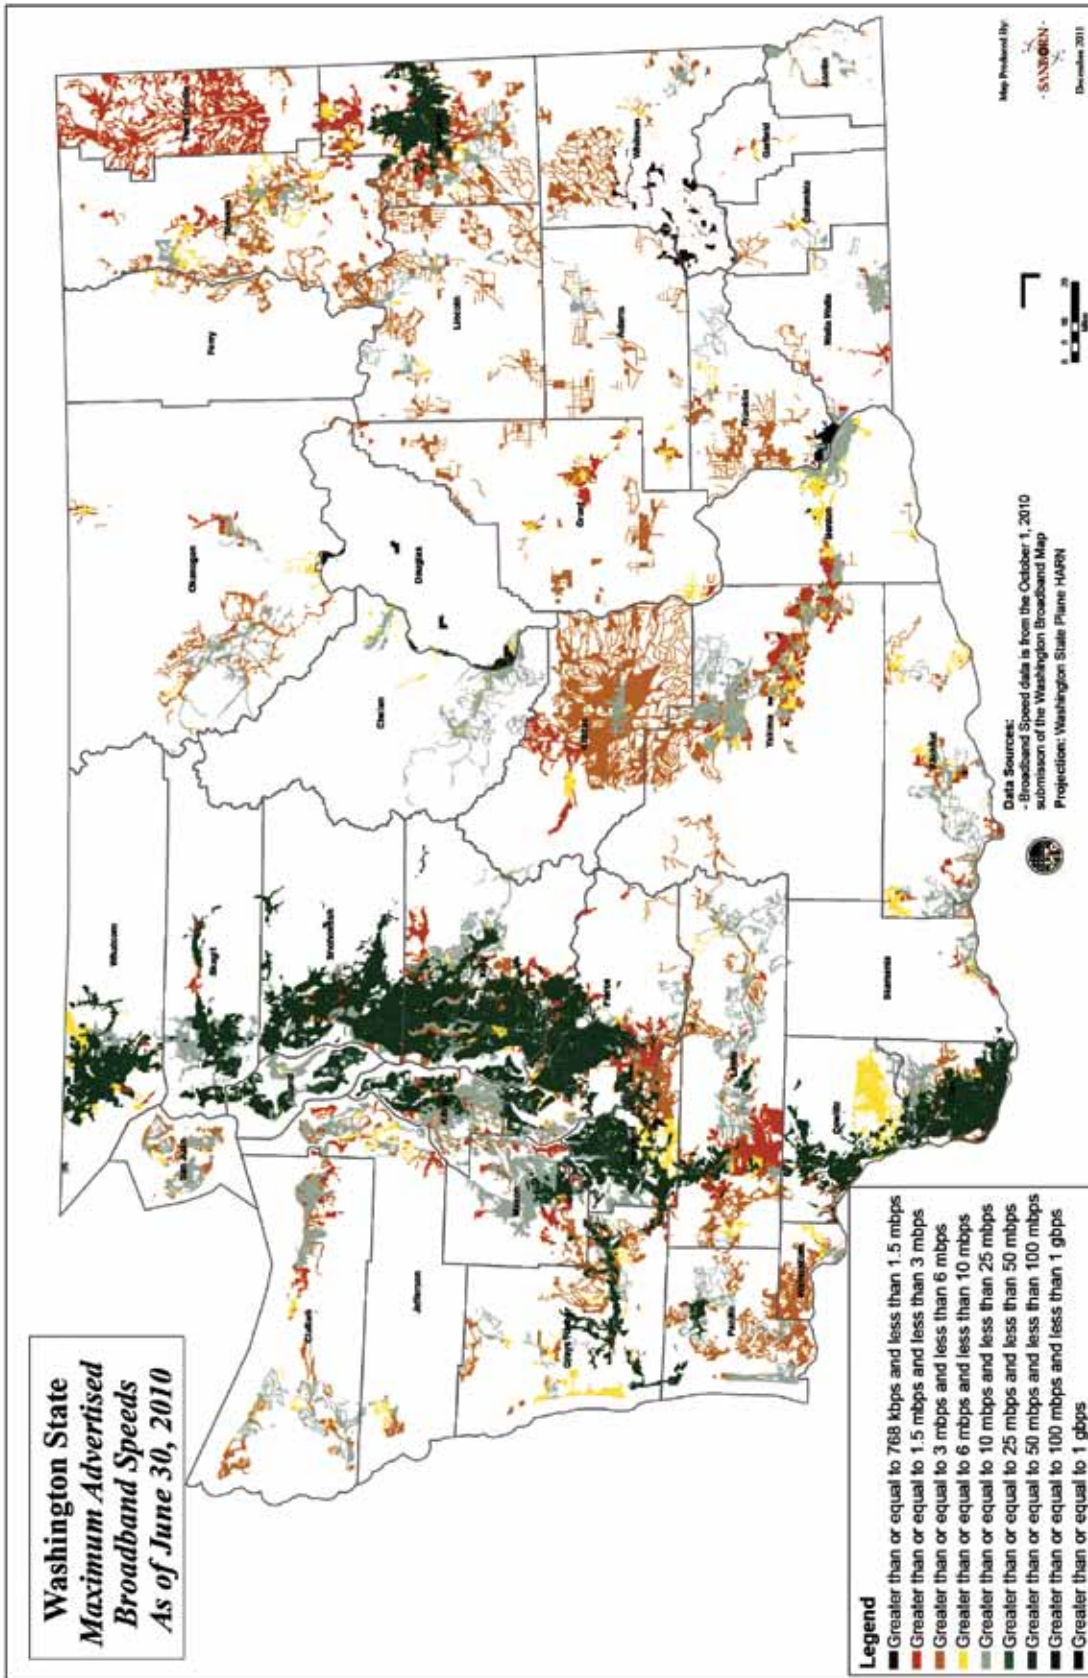 Washington State
Maximum Advertised
Broadband Speeds
As of June 30, 2010
Whatcom
Skagit
Snohomish
Okanogan
Ferry
Stevens
Chelan
Douglas
Lincoln
Clallam
Jefferson
Mason
Grays Harbor
Kittitas
Grant
Adams
Whitman
Pierce
Pacific
Lewis
Yakima
Benton
Franklin
Walla Walla
Columbia
Garfield
Asotin
Cowlitz
Skamania
Klickitat
Legend
Greater than or equal to 768 kbps and less than 1.5 mbps
Greater than or equal to 1.5 mbps and less than 3 mbps
Greater than or equal to 3 mbps and less than 6 mbps
Greater than or equal to 6 mbps and less than 10 mbps
Greater than or equal to 10 mbps and less than 25 mbps
Greater than or equal to 25 mbps and less than 50 mbps
Greater than or equal to 50 mbps and less than 100 mbps
Greater than or equal to 100 mbps and less than 1 gbps
Greater than or equal to 1 gbps
Data Sources:
- Broadband Speed data is from the October 1, 2010
submisson of the Washington Broadband Map
Projection: Washington State Plane HARN
Miles
Map Produced By:
- SANBORN -
December 2011